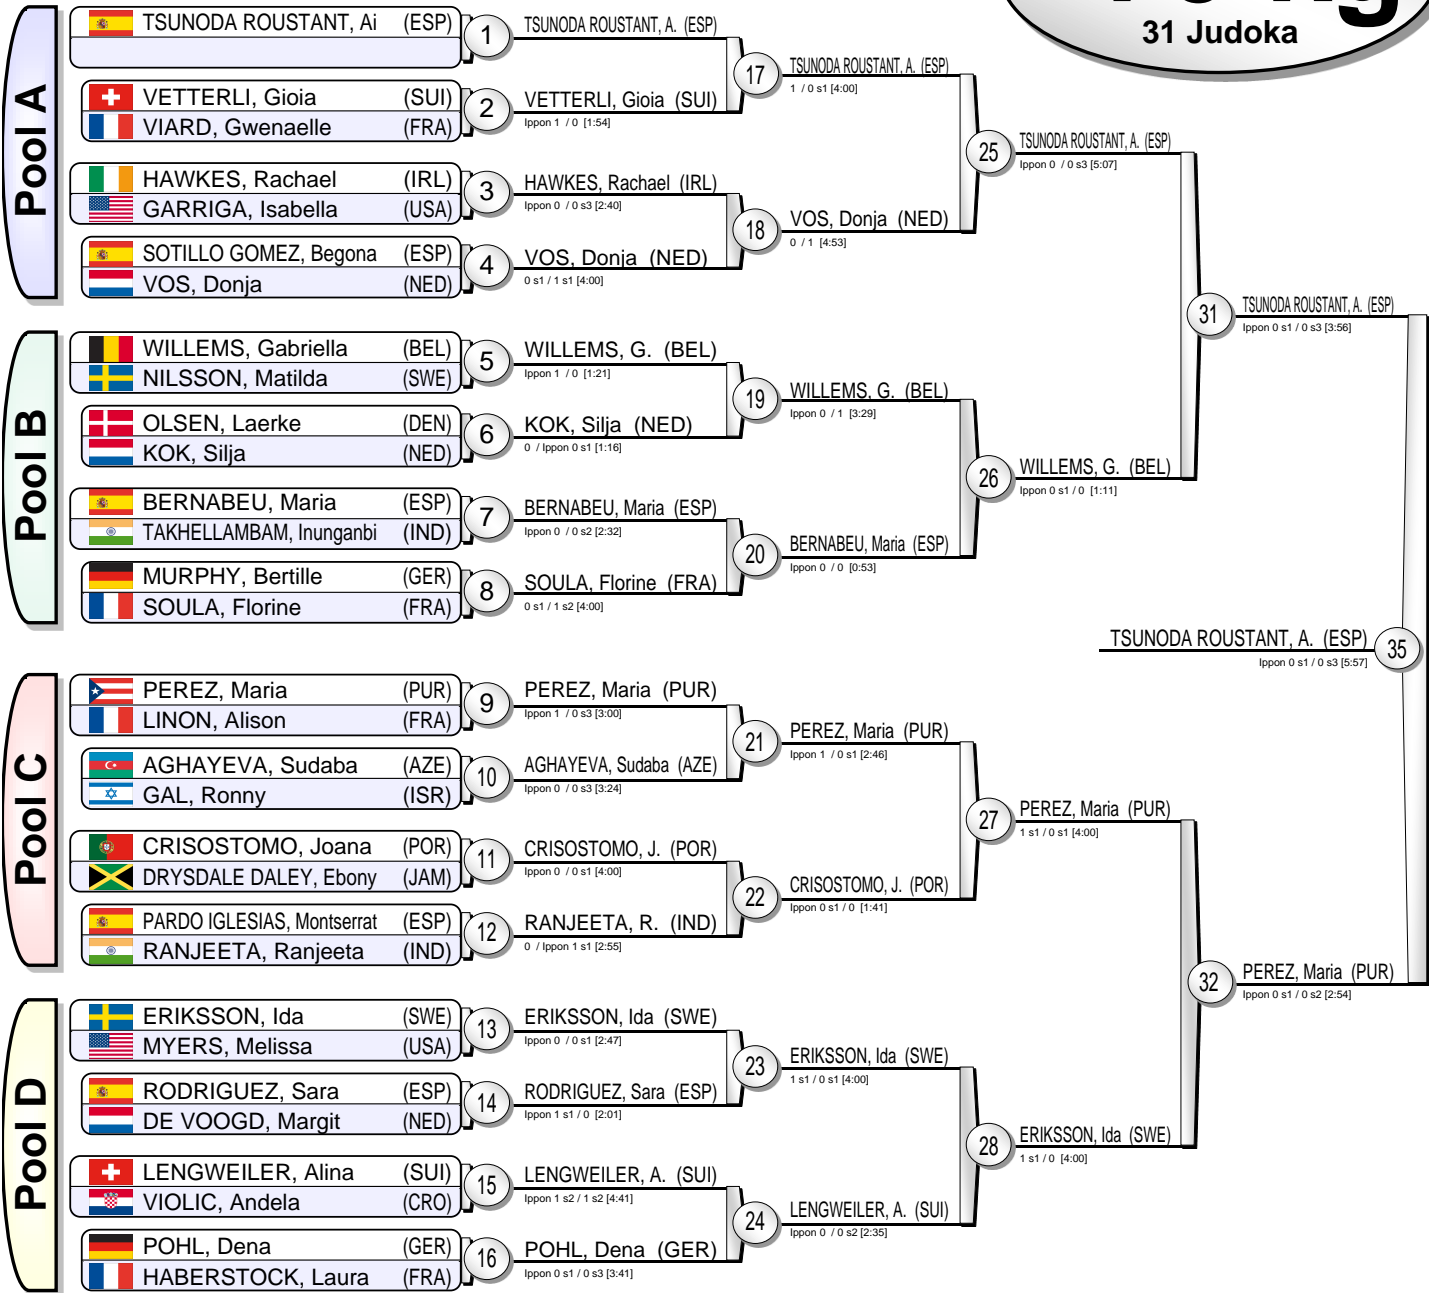 31 Judoka
Pool A
TSUNODA ROUSTANT, Ai (ESP)
1
VETTERLI, Gioia (SUI)
VIARD, Gwenaelle (FRA)
2
HAWKES, Rachael (IRL)
GARRIGA, Isabella (USA)
3
SOTILLO GOMEZ, Begona (ESP)
VOS, Donja (NED)
4
Pool B
WILLEMS, Gabriella (BEL)
NILSSON, Matilda (SWE)
5
OLSEN, Laerke (DEN)
KOK, Silja (NED)
6
BERNABEU, Maria (ESP)
TAKHELLAMBAM, Inunganbi (IND)
7
MURPHY, Bertille (GER)
SOULA, Florine (FRA)
8
Pool C
PEREZ, Maria (PUR)
LINON, Alison (FRA)
9
AGHAYEVA, Sudaba (AZE)
GAL, Ronny (ISR)
10
CRISOSTOMO, Joana (POR)
DRYSDALE DALEY, Ebony (JAM)
11
PARDO IGLESIAS, Montserrat (ESP)
RANJEETA, Ranjeeta (IND)
12
Pool D
ERIKSSON, Ida (SWE)
MYERS, Melissa (USA)
13
RODRIGUEZ, Sara (ESP)
DE VOOGD, Margit (NED)
14
LENGWEILER, Alina (SUI)
VIOLIC, Andela (CRO)
15
POHL, Dena (GER)
HABERSTOCK, Laura (FRA)
16
TSUNODA ROUSTANT, A. (ESP)
17
VETTERLI, Gioia (SUI)
Ippon 1 / 0 [1:54]
HAWKES, Rachael (IRL)
Ippon 0 / 0 s3 [2:40]
18
VOS, Donja (NED)
0 s1 / 1 s1 [4:00]
WILLEMS, G. (BEL)
Ippon 1 / 0 [1:21]
19
KOK, Silja (NED)
0 / Ippon 0 s1 [1:16]
BERNABEU, Maria (ESP)
Ippon 0 / 0 s2 [2:32]
20
SOULA, Florine (FRA)
0 s1 / 1 s2 [4:00]
PEREZ, Maria (PUR)
Ippon 1 / 0 s3 [3:00]
21
AGHAYEVA, Sudaba (AZE)
Ippon 0 / 0 s3 [3:24]
CRISOSTOMO, J. (POR)
Ippon 0 / 0 s1 [4:00]
22
RANJEETA, R. (IND)
0 / Ippon 1 s1 [2:55]
ERIKSSON, Ida (SWE)
Ippon 0 / 0 s1 [2:47]
23
RODRIGUEZ, Sara (ESP)
Ippon 1 s1 / 0 [2:01]
LENGWEILER, A. (SUI)
Ippon 1 s2 / 1 s2 [4:41]
24
POHL, Dena (GER)
Ippon 0 s1 / 0 s3 [3:41]
TSUNODA ROUSTANT, A. (ESP)
1 / 0 s1 [4:00]
25
VOS, Donja (NED)
0 / 1 [4:53]
WILLEMS, G. (BEL)
Ippon 0 / 1 [3:29]
26
BERNABEU, Maria (ESP)
Ippon 0 / 0 [0:53]
PEREZ, Maria (PUR)
Ippon 1 / 0 s1 [2:46]
27
CRISOSTOMO, J. (POR)
Ippon 0 s1 / 0 [1:41]
ERIKSSON, Ida (SWE)
1 s1 / 0 s1 [4:00]
28
LENGWEILER, A. (SUI)
Ippon 0 / 0 s2 [2:35]
TSUNODA ROUSTANT, A. (ESP)
Ippon 0 / 0 s3 [5:07]
31
WILLEMS, G. (BEL)
Ippon 0 s1 / 0 [1:11]
PEREZ, Maria (PUR)
1 s1 / 0 s1 [4:00]
32
ERIKSSON, Ida (SWE)
1 s1 / 0 [4:00]
TSUNODA ROUSTANT, A. (ESP)
Ippon 0 s1 / 0 s3 [3:56]
PEREZ, Maria (PUR)
Ippon 0 s1 / 0 s2 [2:54]
TSUNODA ROUSTANT, A. (ESP)
35
Ippon 0 s1 / 0 s3 [5:57]